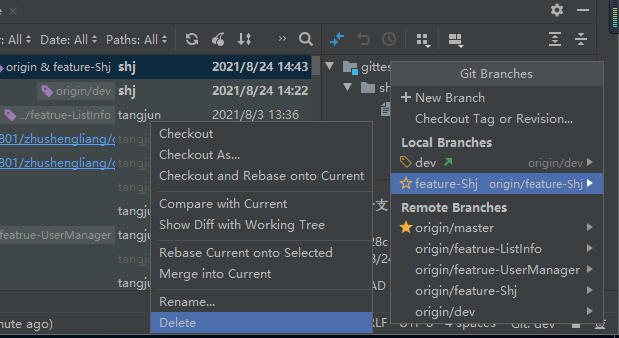 er: All Date: All Paths: All
origin & feature-Shj shj 2021/8/24 14:43
origin/dev shj 2021/8/24 14:22
../featrue-ListInfo tangjun 2021/8/3 13:36
801/zhushengliang/
801/zhushengliang/
featrue-UserManager
Checkout
Checkout As...
Checkout and Rebase onto Current
Compare with Current
Show Diff with Working Tree
Rebase Current onto Selected
Merge into Current
Rename...
Delete
gittes
sh
Git Branches
New Branch
Checkout Tag or Revision...
Local Branches
dev origin/dev
feature-Shj origin/feature-Shj
Remote Branches
origin/master
origin/featrue-ListInfo
origin/featrue-UserManager
origin/feature-Shj
origin/dev
nute ago)
4 spaces Git: dev